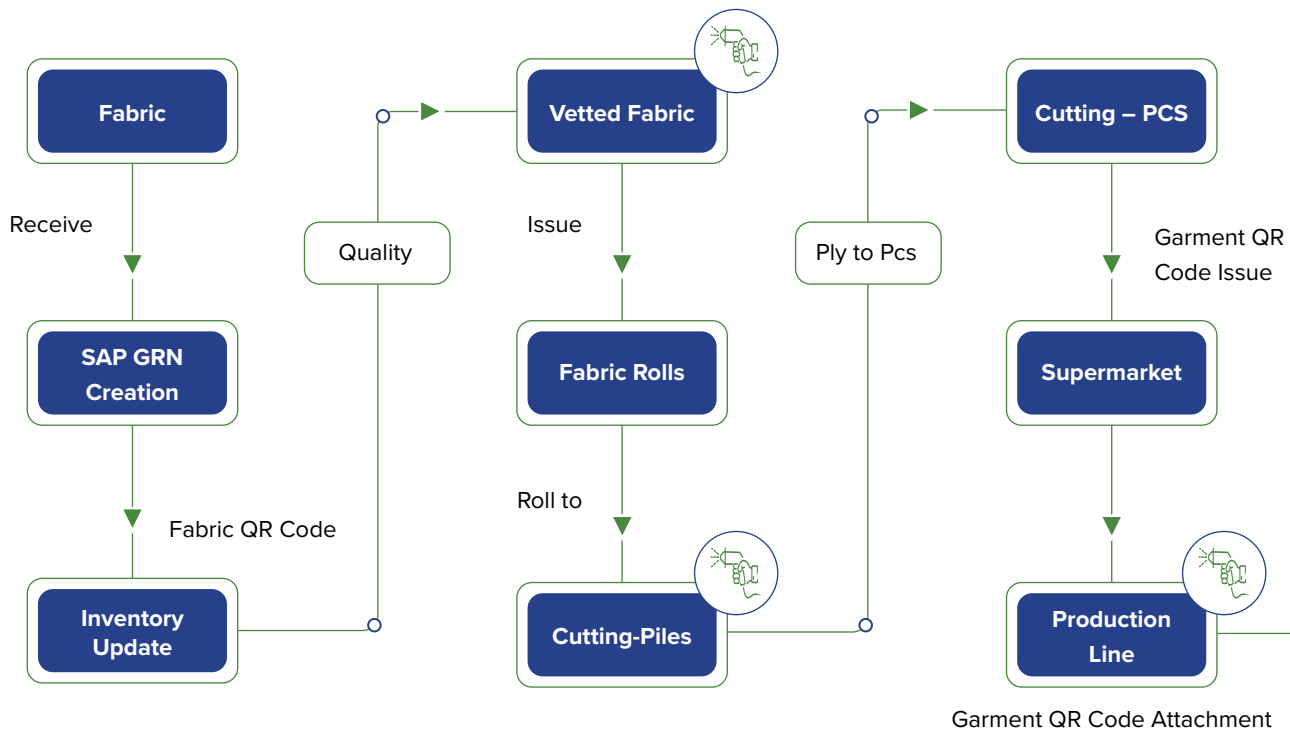 Fabric
Receive
SAP GRN
Creation
Fabric QR Code
Inventory
Update
Quality
Vetted Fabric
Issue
Fabric Rolls
Roll to
Cutting-Piles
Ply to Pcs
Cutting – PCS
Garment QR
Code Issue
Supermarket
Production
Line
Garment QR Code Attachment